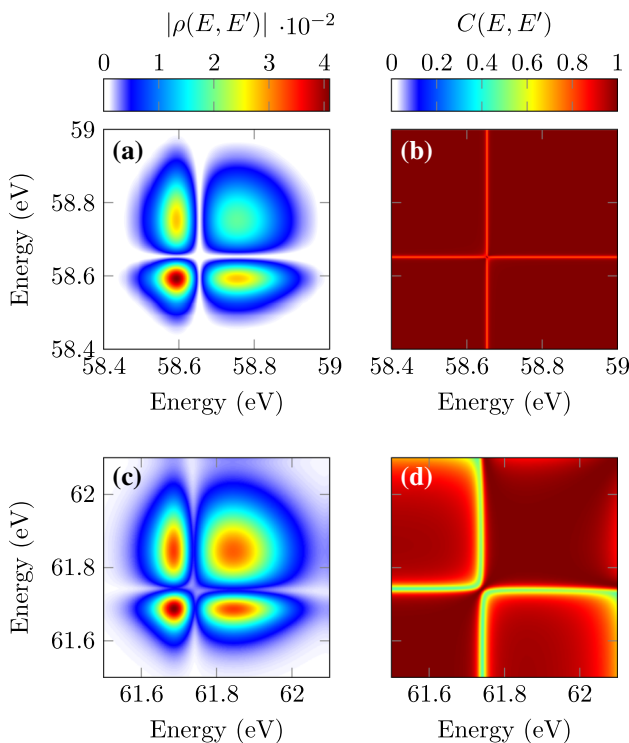 |ρ(E, E′)| ·10−2 C(E, E′)
0 1 2 3 4 0 0.2 0.4 0.6 0.8 1
(a) (b)
59
58.8
58.6
58.4
Energy (eV)
58.4 58.6 58.8 59 58.4 58.6 58.8 59
Energy (eV) Energy (eV)
(c) (d)
62
61.8
61.6
Energy (eV)
61.6 61.8 62 61.6 61.8 62
Energy (eV) Energy (eV)